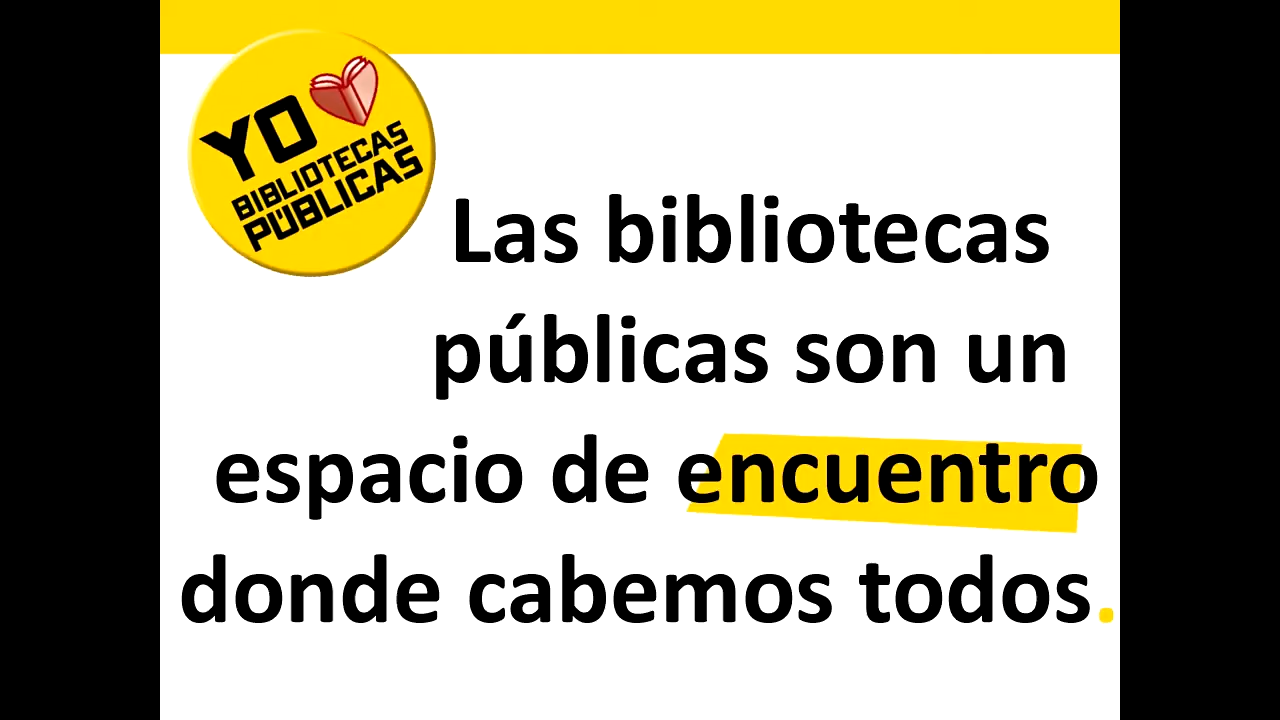 YO
BIBLIOTECAS
PÚBLICAS
Las bibliotecas
públicas son un
espacio de encuentro
donde cabemos todos.